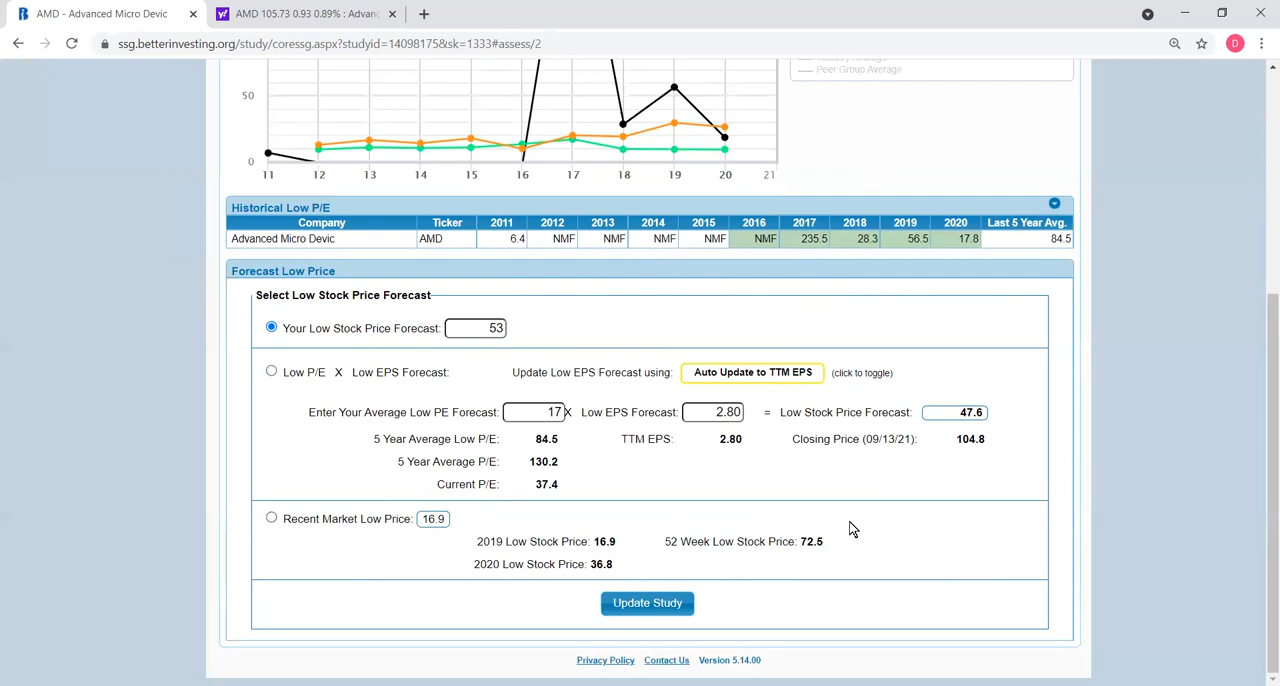 AMD - Advanced Micro Devic
AMD 105.73 0.93 0.89% : Advan
ssg.betterinvesting.org/study/coressg.aspx?studyid=14098175&sk=1333#assess/2
D
Peer Group Average
50
0
11 12 13 14 15 16 17 18 19 20 21
Historical Low P/E
Company Ticker 2011 2012 2013 2014 2015 2016 2017 2018 2019 2020 Last 5 Year Avg.
Advanced Micro Devic AMD 6.4 NMF NMF NMF NMF NMF 235.5 28.3 56.5 17.8 84.5
Forecast Low Price
Select Low Stock Price Forecast
Your Low Stock Price Forecast: 53
Low P/E X Low EPS Forecast: Update Low EPS Forecast using: Auto Update to TTM EPS (click to toggle)
Enter Your Average Low PE Forecast: 17 X Low EPS Forecast: 2.80 = Low Stock Price Forecast: 47.6
5 Year Average Low P/E: 84.5 TTM EPS: 2.80 Closing Price (09/13/21): 104.8
5 Year Average P/E: 130.2
Current P/E: 37.4
Recent Market Low Price: 16.9
2019 Low Stock Price: 16.9 52 Week Low Stock Price: 72.5
2020 Low Stock Price: 36.8
Update Study
Privacy Policy Contact Us Version 5.14.00